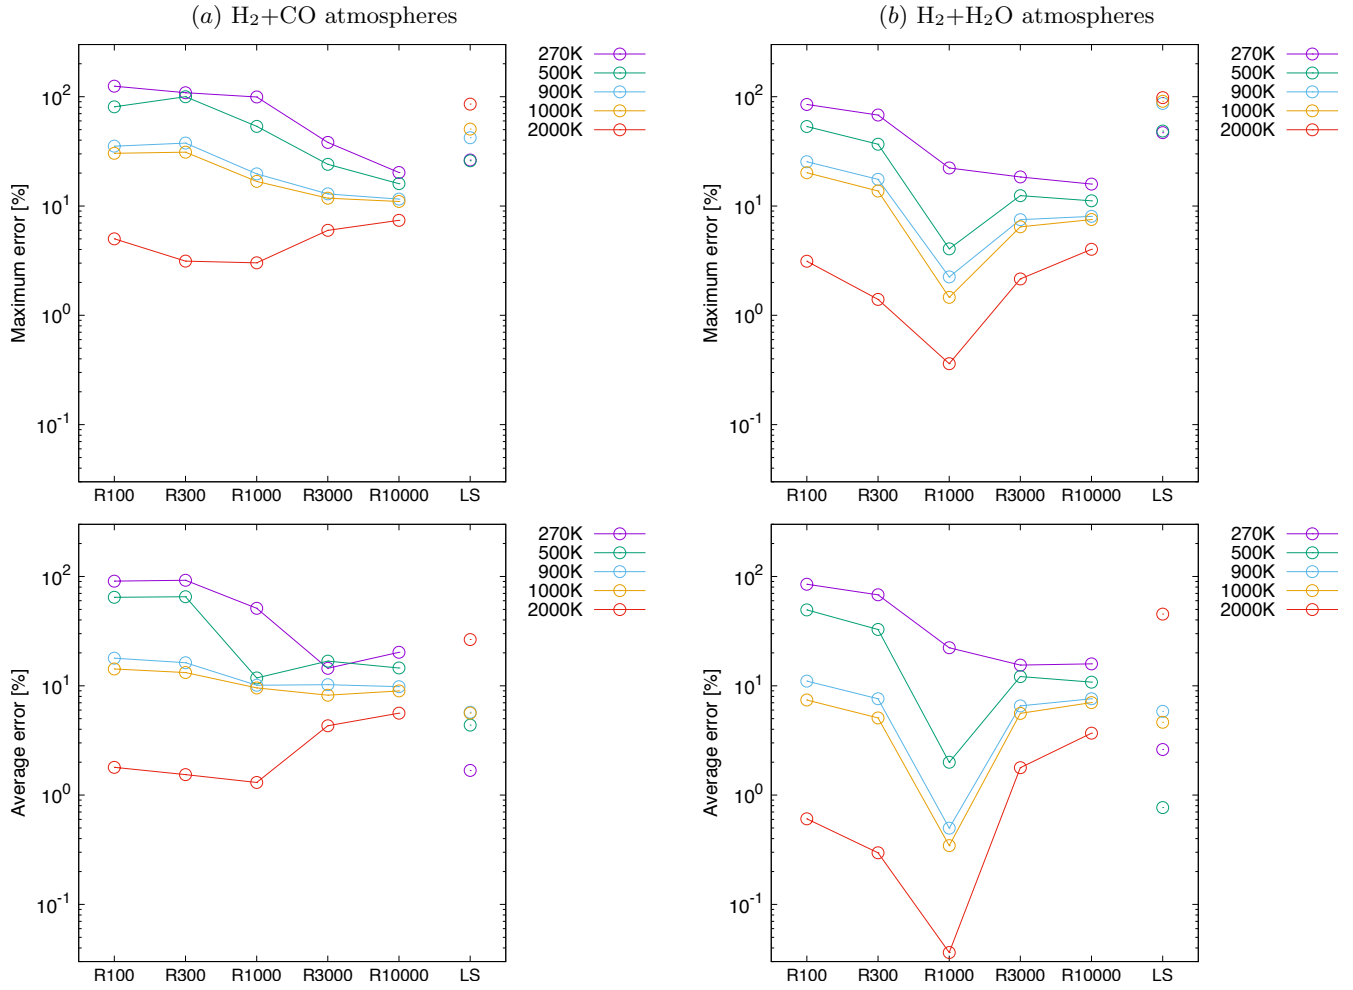 (a) H₂+CO atmospheres
(b) H₂+H₂O atmospheres
Maximum error [%]
10²
10¹
10⁰
10⁻¹
R100 R300 R1000 R3000 R10000 LS
270K
500K
900K
1000K
2000K
Maximum error [%]
10²
10¹
10⁰
10⁻¹
R100 R300 R1000 R3000 R10000 LS
270K
500K
900K
1000K
2000K
Average error [%]
10²
10¹
10⁰
10⁻¹
R100 R300 R1000 R3000 R10000 LS
270K
500K
900K
1000K
2000K
Average error [%]
10²
10¹
10⁰
10⁻¹
R100 R300 R1000 R3000 R10000 LS
270K
500K
900K
1000K
2000K